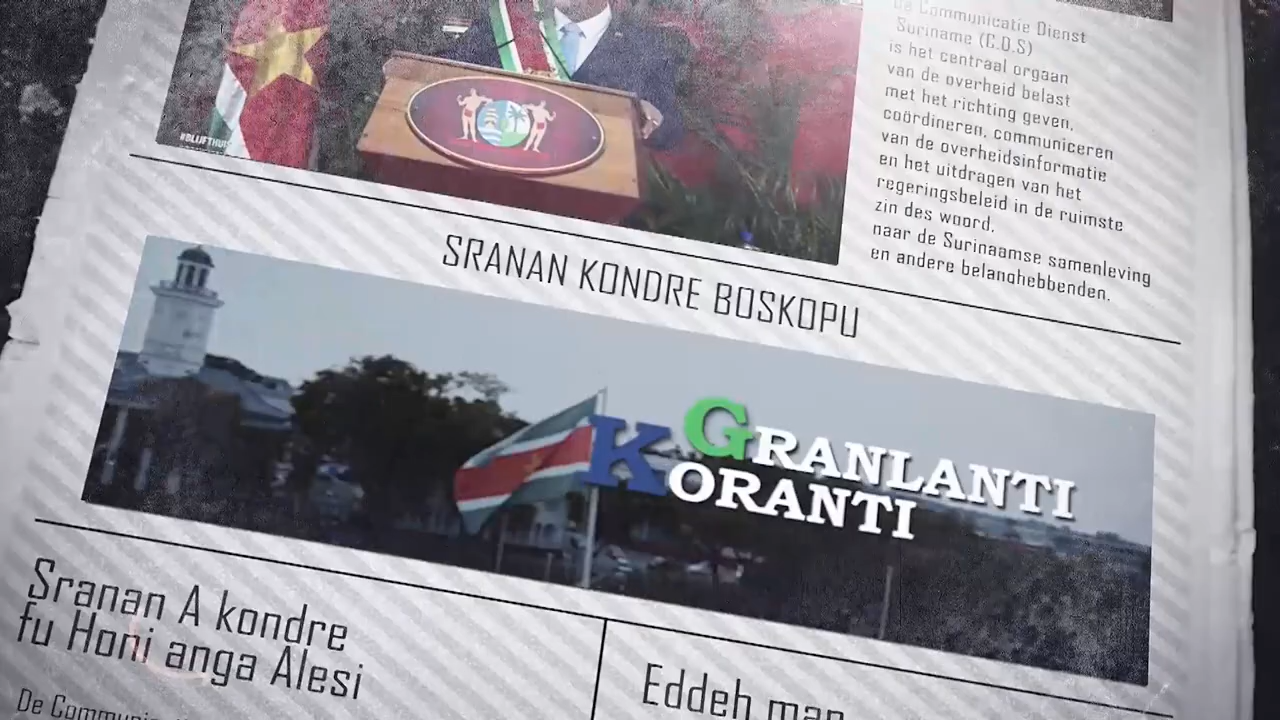 De Communicatie Dienst
Suriname (C.D.S)
is het centraal orgaan
van de overheid belast
met het richting geven,
coördineren, communiceren
van de overheidsinformatie
en het uitdragen van het
regeringsbeleid in de ruimste
zin des woord,
naar de Surinaamse samenleving
en andere belanghebbenden.
SRANAN KONDRE BOSKOPU
GRANLANTI
KORANTI
Sranan A kondre
fu Honi anga Alesi
De
Eddeh man